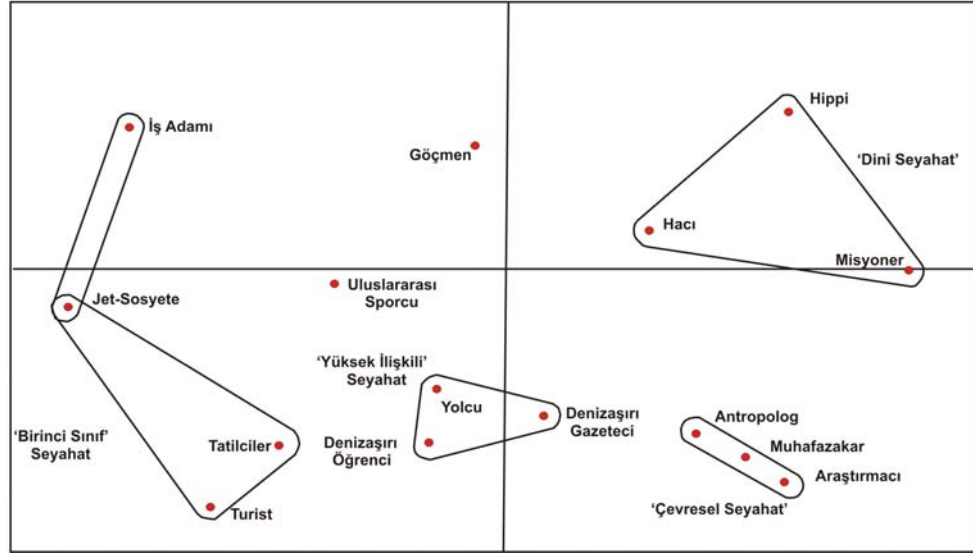 Hippi
İş Adamı
Göçmen
‘Dini Seyahat’
Hacı
Misyoner
Uluslararası
Sporcu
Jet-Sosyete
‘Yüksek İlişkili’
Seyahat
Yolcu
Denizaşırı
Gazeteci
Antropolog
‘Birinci Sınıf’
Seyahat
Tatilciler
Denizaşırı
Öğrenci
Muhafazakar
Araştırmacı
Turist
‘Çevresel Seyahat’